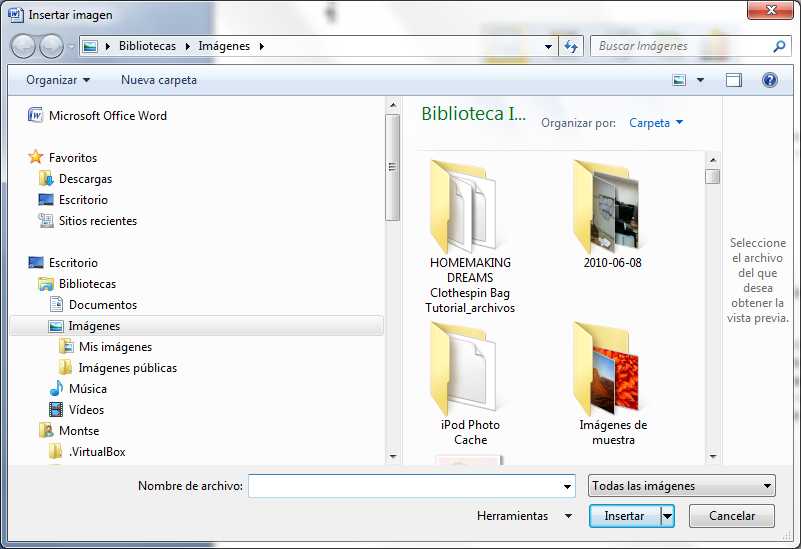 Insertar imagen
Bibliotecas Imágenes
Buscar Imágenes
Organizar
Nueva carpeta
Microsoft Office Word
Favoritos
Descargas
Escritorio
Sitios recientes
Escritorio
Bibliotecas
Documentos
Imágenes
Mis imágenes
Imágenes públicas
Música
Vídeos
Montse
.VirtualBox
Biblioteca I...
Organizar por: Carpeta
HOMEMAKING
DREAMS
Clothespin Bag
Tutorial_archivos
2010-06-08
iPod Photo
Cache
Imágenes de
muestra
Seleccione
el archivo
del que
desea
obtener la
vista previa.
Nombre de archivo:
Todas las imágenes
Herramientas
Insertar
Cancelar